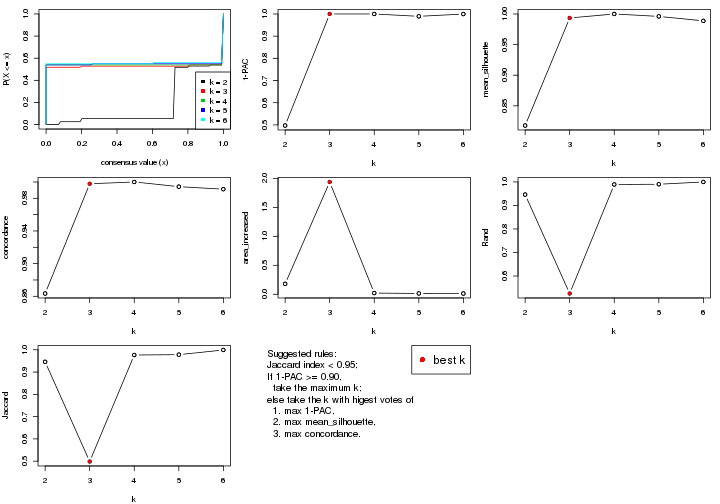 P(X <= x)
0.0 0.2 0.4 0.6 0.8 1.0
k = 2
k = 3
k = 4
k = 5
k = 6
0.0 0.2 0.4 0.6 0.8 1.0
consensus value (x)
1-PAC
0.5 0.6 0.7 0.8 0.9 1.0
2 3 4 5 6
k
mean_silhouette
0.85 0.90 0.95 1.00
2 3 4 5 6
k
concordance
0.86 0.90 0.94 0.98
2 3 4 5 6
k
area_increased
0.0 0.5 1.0 1.5 2.0
2 3 4 5 6
k
Rand
0.6 0.7 0.8 0.9 1.0
2 3 4 5 6
k
Jaccard
0.5 0.6 0.7 0.8 0.9 1.0
2 3 4 5 6
k
Suggested rules:
Jaccard index < 0.95;
If 1-PAC >= 0.90,
take the maximum k;
else take the k with higest votes of
1. max 1-PAC,
2. max mean_silhouette,
3. max concordance.
best k